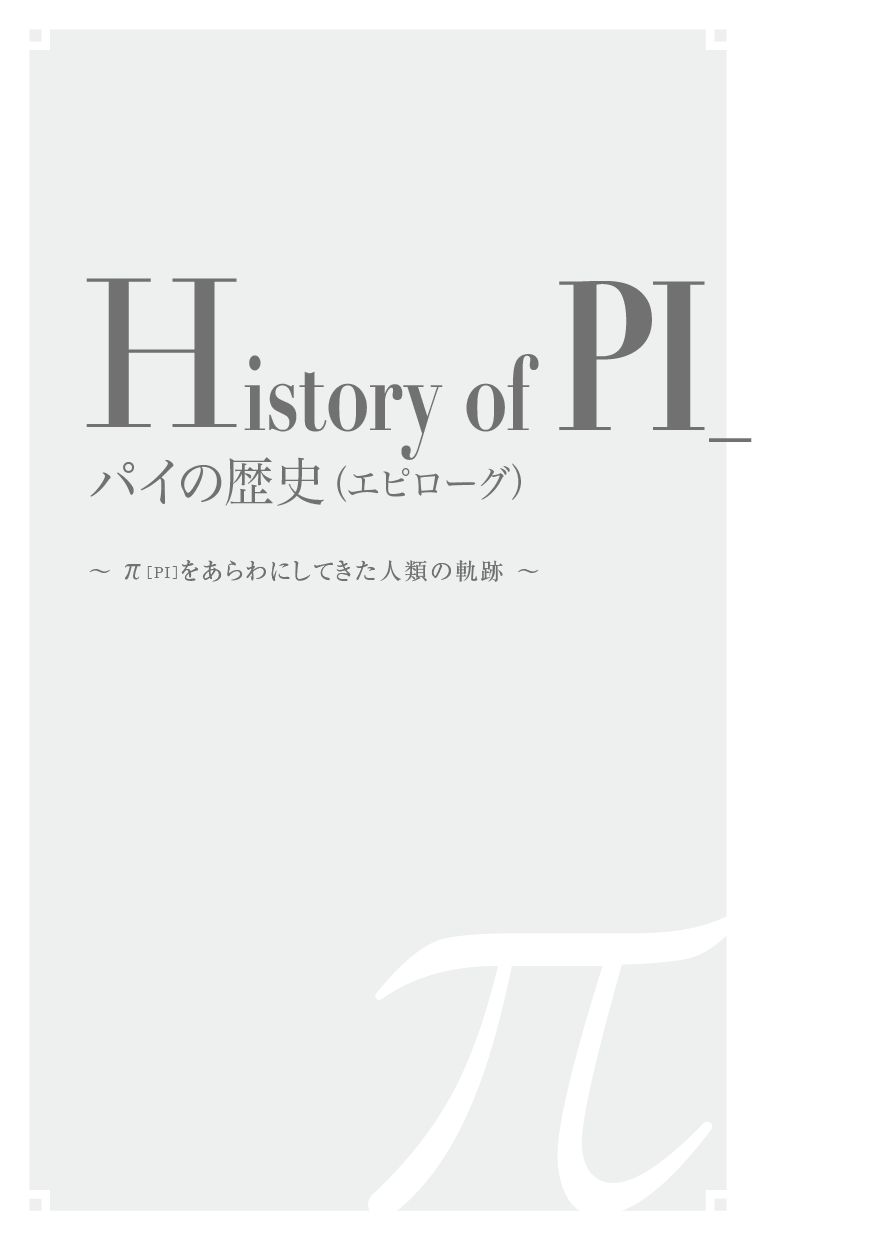 History of PI_
パイの歴史（エピローグ）
～ π [PI]をあらわにしてきた人類の軌跡 ～
π